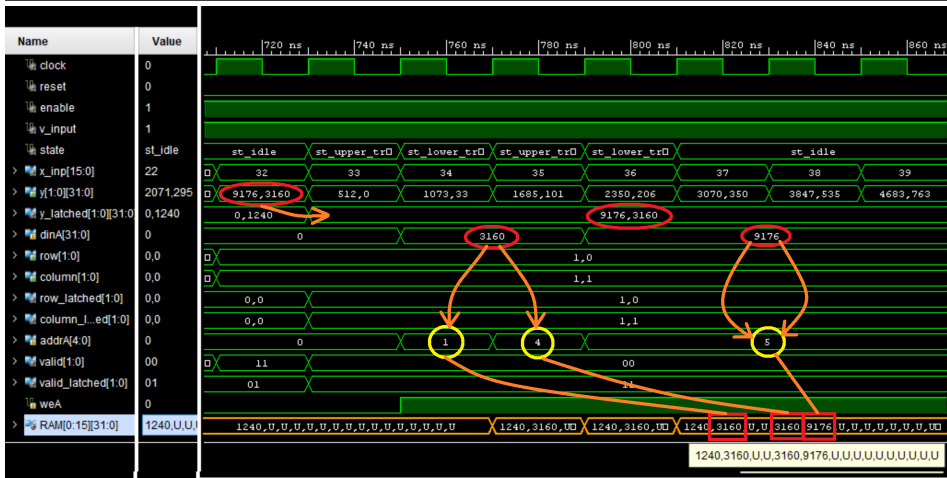 Name Value
720 ns 740 ns 760 ns 780 ns 800 ns 820 ns 840 ns 860 ns
clock 0
reset 0
enable 1
v_input 1
state st_idle st_idle st_upper_tr st_lower_tr st_upper_tr st_lower_tr st_idle
x_inp[15:0] 22 32 33 34 35 36 37 38 39
y[1:0][31:0] 2071,295 9176,3160 512,0 1073,33 1685,101 2350,206 3070,350 3847,535 4683,763
y_latched[1:0][31:0] 0,1240 0,1240 9176,3160
dinA[31:0] 0 0 3160 9176
row[1:0] 0,0 1,0
column[1:0] 0,0 1,1
row_latched[1:0] 0,0 0,0 1,0
column_l...ed[1:0] 0,0 0,0 1,1
addrA[4:0] 0 0 1 4 5
valid[1:0] 00 11 00
valid_latched[1:0] 01 01 11
weA 0
RAM[0:15][31:0] 1240,U,U, 1240,U,U,U,U,U,U,U,U,U,U,U,U,U,U,U 1240,3160,U 1240,3160,U 1240,3160,U,U,3160,9176,U,U,U,U,U,U,U,U
1240,3160,U,U,3160,9176,U,U,U,U,U,U,U,U,U,U